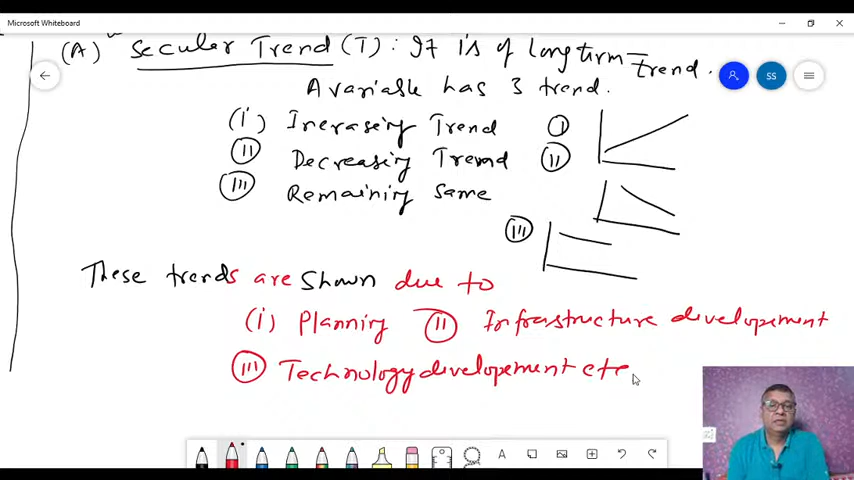 Microsoft Whiteboard
(A) Secular Trend (T) : It is of long term trend.
A variable has 3 trend.
(i) Increasing Trend (I)
(II) Decreasing Trend (II)
(III) Remaining Same
(III)
These trends are shown due to
(i) Planning (II) Infrastructure developement
(III) Technology developement etc
SS
A